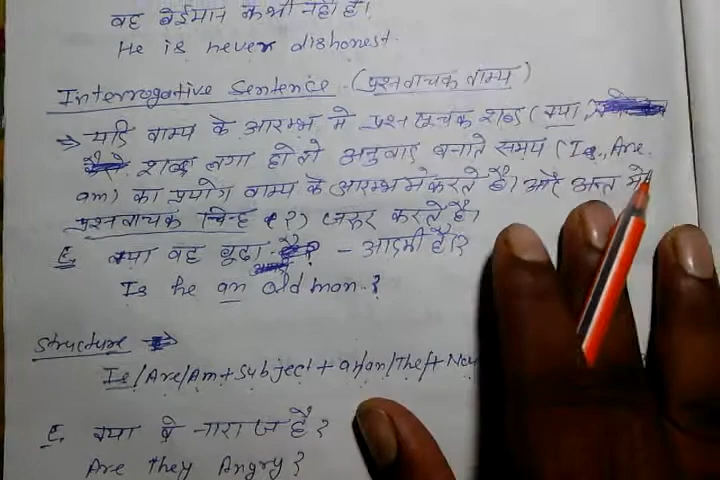 वह बेईमान कभी नही है।
He is never dishonest.
Interrogative Sentence (प्रश्नवाचक वाक्य)
⇒ यदि वाक्य के आरम्भ मे प्रश्न सूचक शब्द (क्या)
शब्द लगा हो तो अनुवाद बनाते समय (Is, Are
am) का प्रयोग वाक्य के आरम्भ मे करते है। और अन्त मे
प्रश्नवाचक चिन्ह (?) जरुर करते है।
E. क्या वह बूढ़ा - आदमी है।?
Is he an old man.?
Structure ⇒
Is/Are/Am+Subject+a/an/The/+
E. क्या वे नाराज है?
Are they Angry?